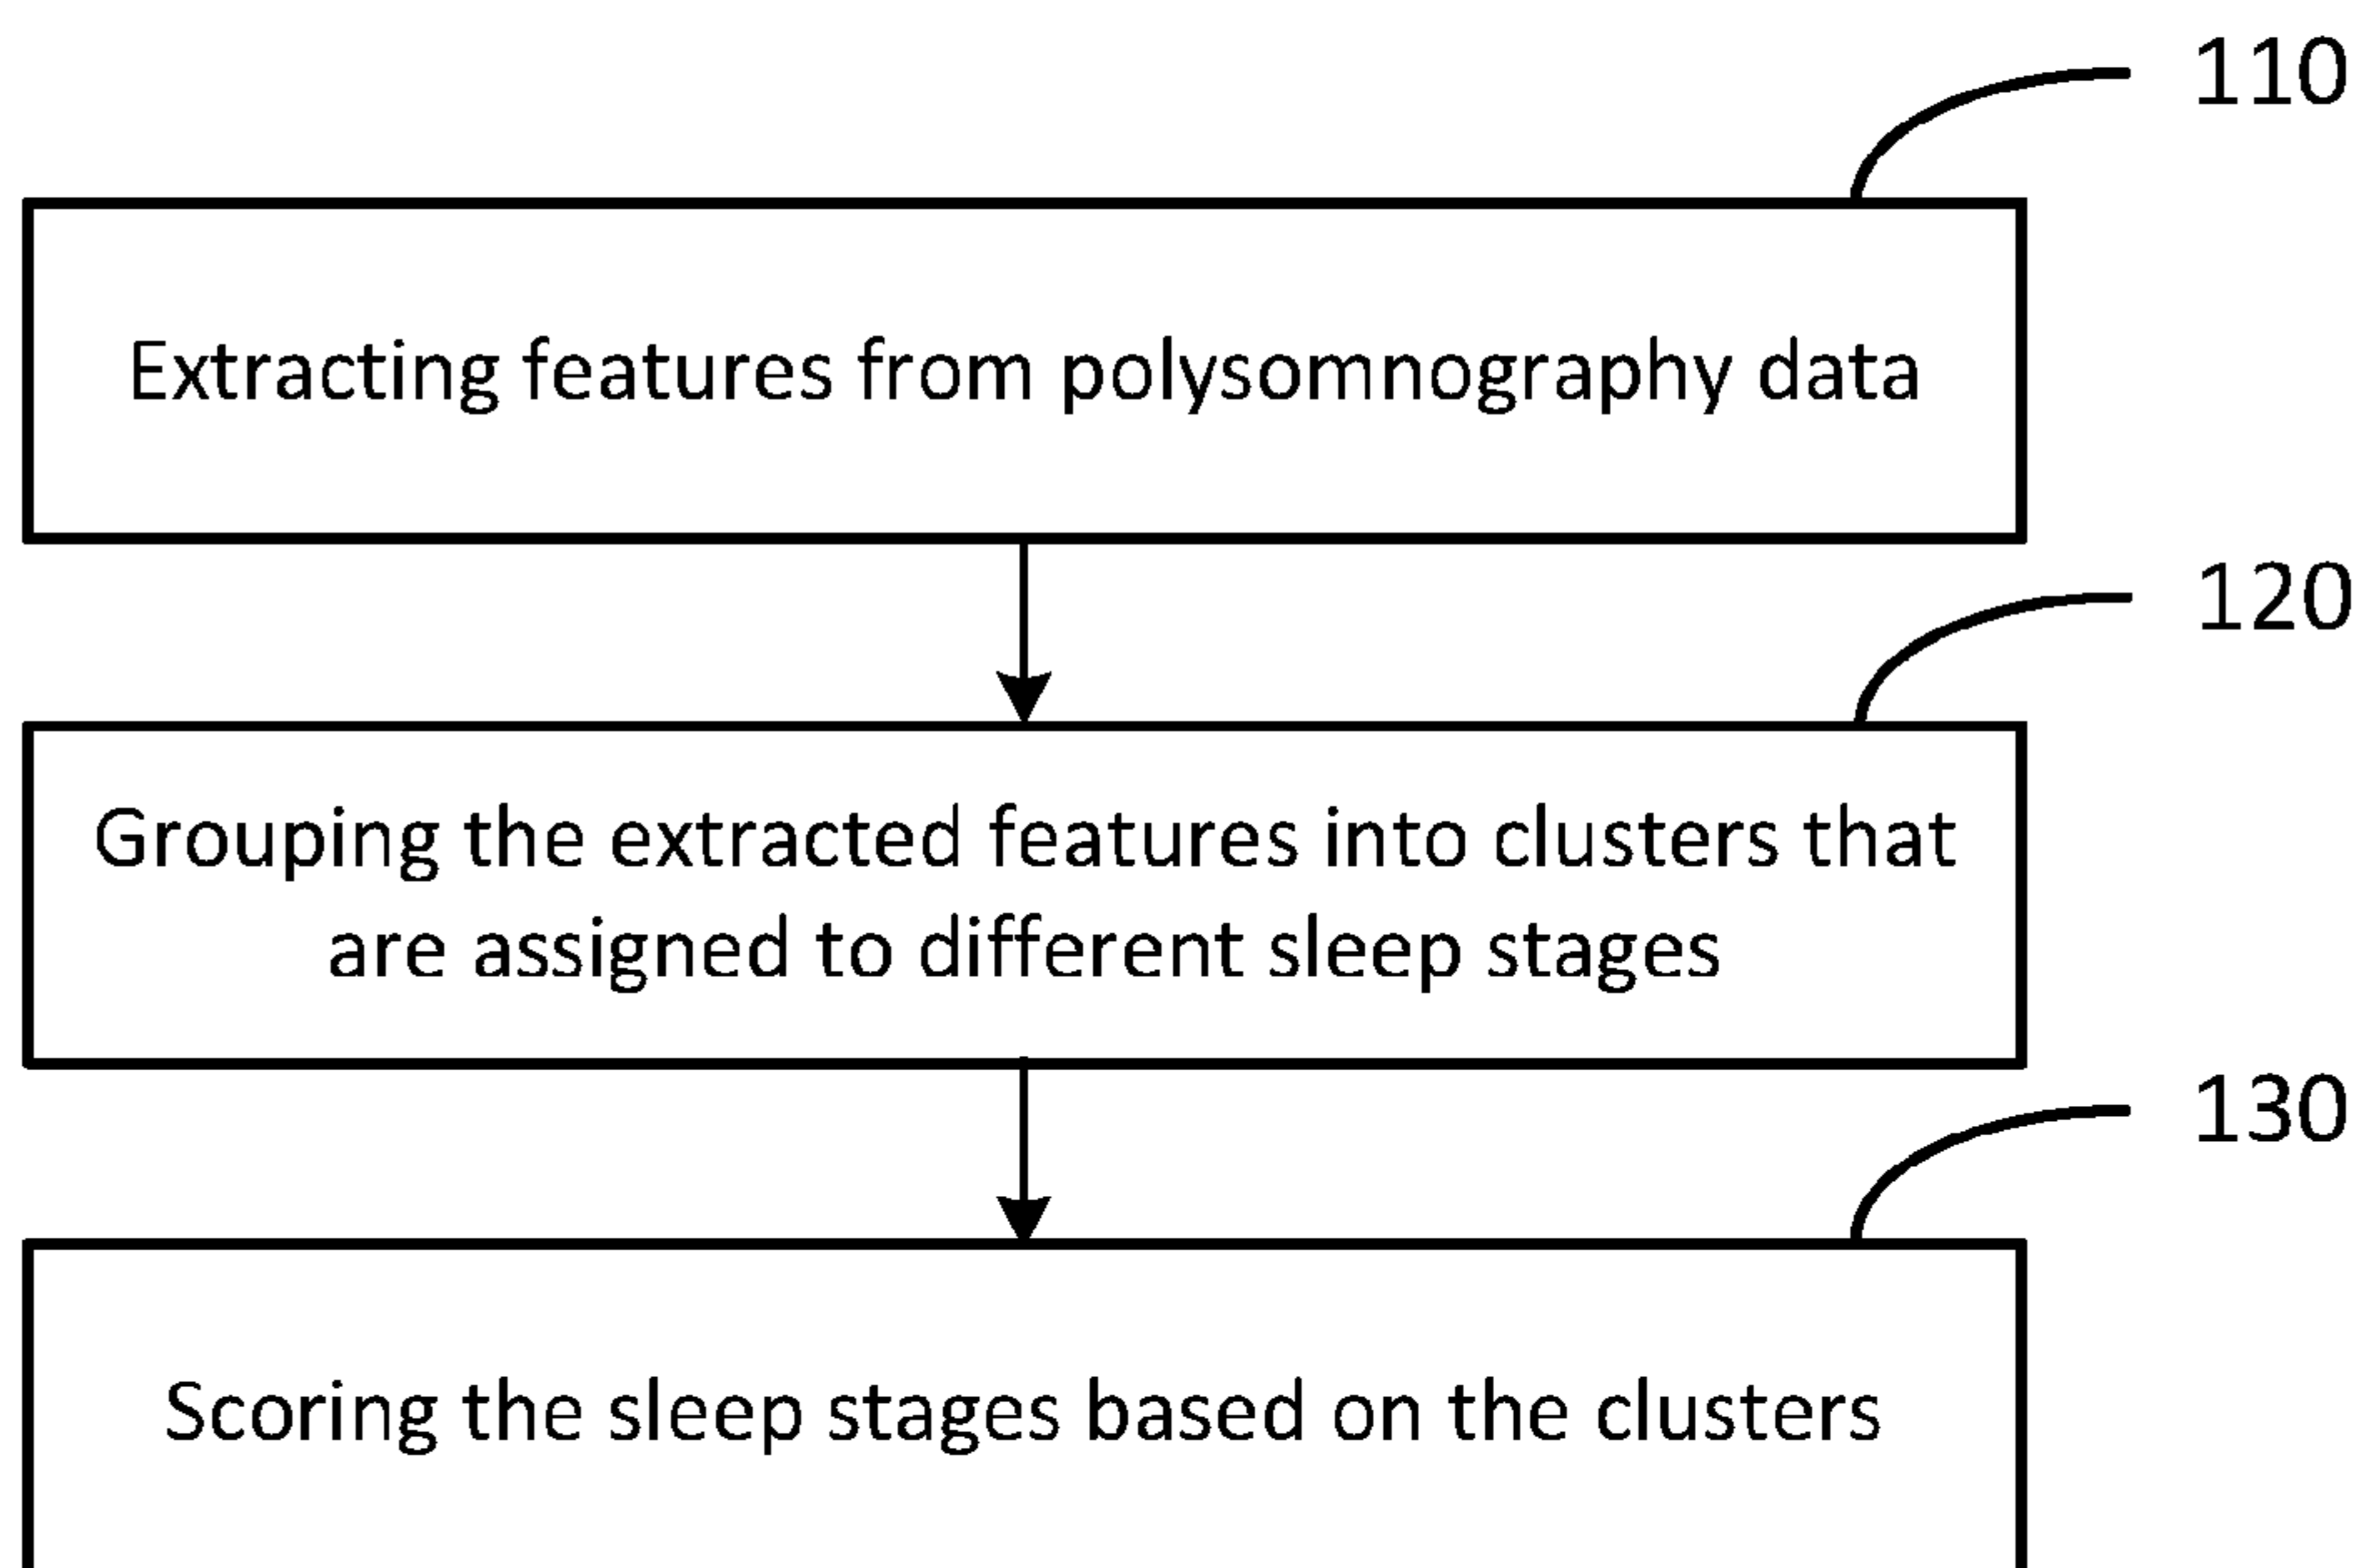 110
Extracting features from polysomnography data
120
Grouping the extracted features into clusters that
are assigned to different sleep stages
130
Scoring the sleep stages based on the clusters